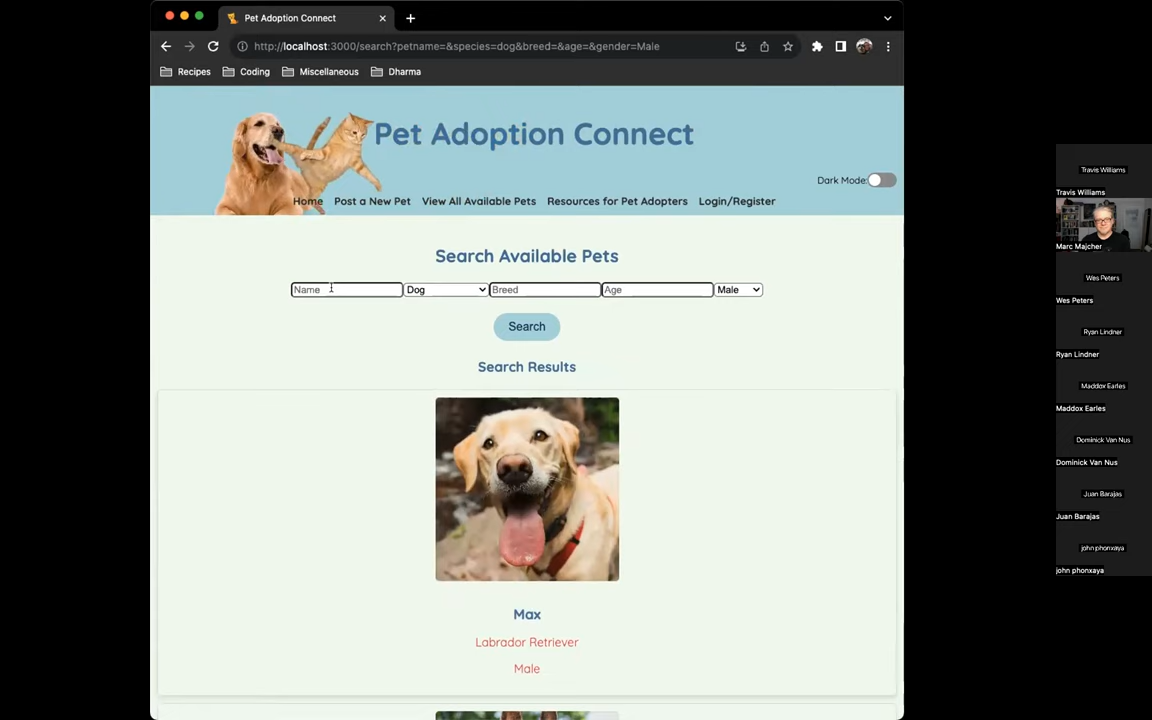 Pet Adoption Connect
http://localhost:3000/search?petname=&species=dog&breed=&age=&gender=Male
Recipes Coding Miscellaneous Dharma
Pet Adoption Connect
Dark Mode:
Home Post a New Pet View All Available Pets Resources for Pet Adopters Login/Register
Search Available Pets
Name Dog Breed Age Male
Search
Search Results
Max
Labrador Retriever
Male
Travis Williams
Travis Williams
Marc Majcher
Wes Peters
Wes Peters
Ryan Lindner
Ryan Lindner
Maddox Earles
Maddox Earles
Dominick Van Nus
Dominick Van Nus
Juan Barajas
Juan Barajas
john phonxaya
john phonxaya